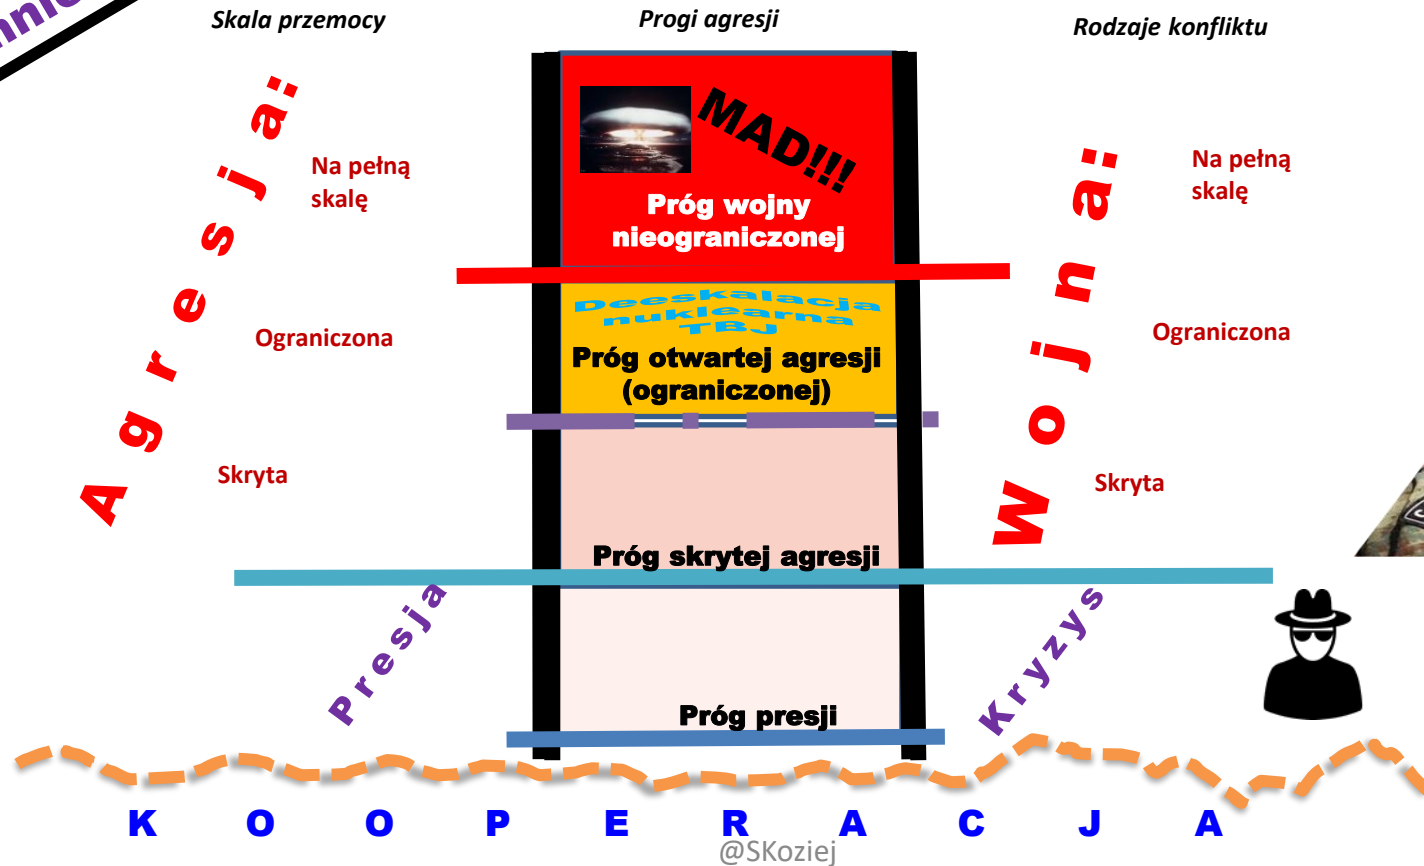 Skala przemocy
Progi agresji
Rodzaje konfliktu
Agresja:
Na pełną
skalę
Ograniczona
Skryta
Presja
MAD!!!
Próg wojny
nieograniczonej
Deeskalacja
nuklearna
TBJ
Próg otwartej agresji
(ograniczonej)
Próg skrytej agresji
Próg presji
Wojna:
Na pełną
skalę
Ograniczona
Skryta
Kryzys
KOOPERACJA
@SKoziej